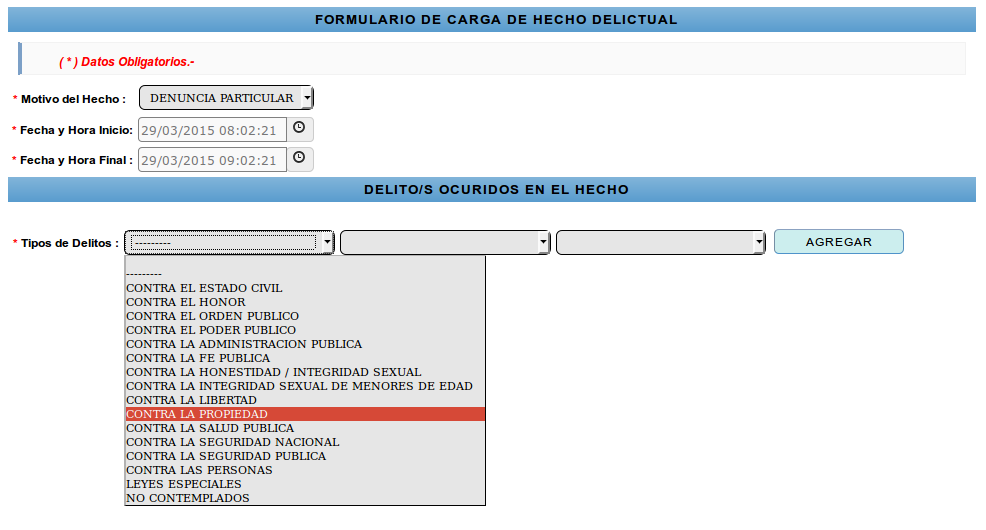 FORMULARIO DE CARGA DE HECHO DELICTUAL
( * ) Datos Obligatorios.-
* Motivo del Hecho : DENUNCIA PARTICULAR
* Fecha y Hora Inicio: 29/03/2015 08:02:21
* Fecha y Hora Final : 29/03/2015 09:02:21
DELITO/S OCURIDOS EN EL HECHO
* Tipos de Delitos : --------- AGREGAR
---------
CONTRA EL ESTADO CIVIL
CONTRA EL HONOR
CONTRA EL ORDEN PUBLICO
CONTRA EL PODER PUBLICO
CONTRA LA ADMINISTRACION PUBLICA
CONTRA LA FE PUBLICA
CONTRA LA HONESTIDAD / INTEGRIDAD SEXUAL
CONTRA LA INTEGRIDAD SEXUAL DE MENORES DE EDAD
CONTRA LA LIBERTAD
CONTRA LA PROPIEDAD
CONTRA LA SALUD PUBLICA
CONTRA LA SEGURIDAD NACIONAL
CONTRA LA SEGURIDAD PUBLICA
CONTRA LAS PERSONAS
LEYES ESPECIALES
NO CONTEMPLADOS